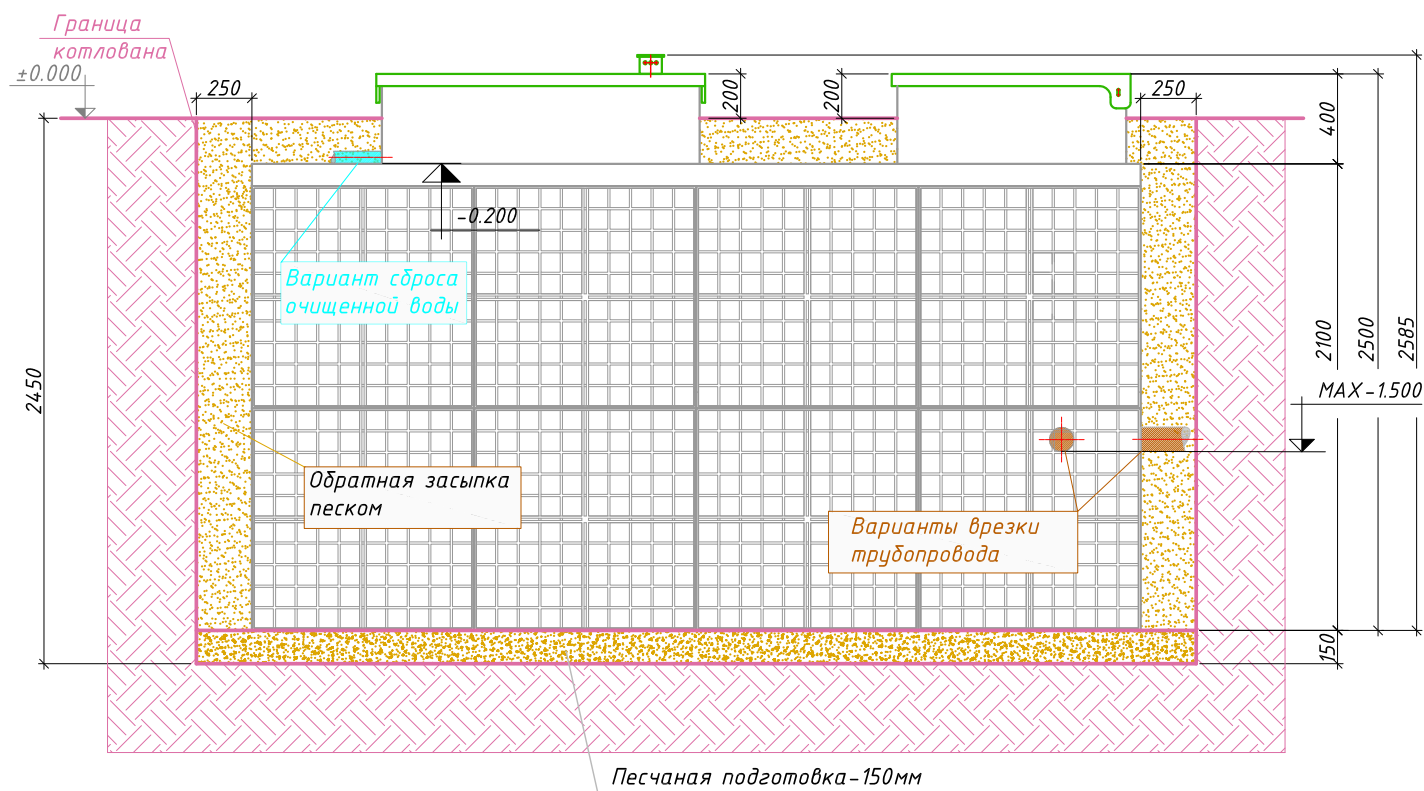 Граница
котлована
±0.000
250
200
200
250
400
-0.200
Вариант сброса
очищенной воды
2450
2100
2500
2585
MAX-1.500
Обратная засыпка
песком
Варианты врезки
трубопровода
150
Песчаная подготовка-150мм